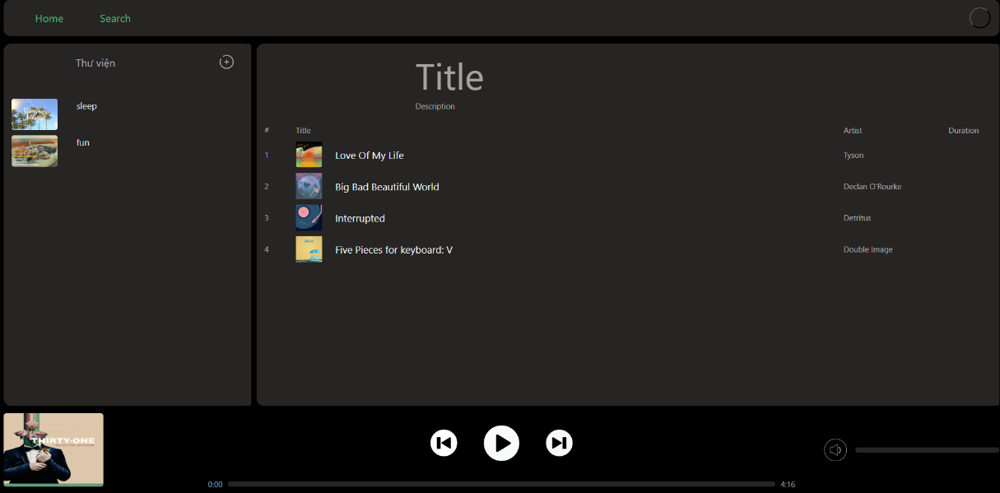 Home Search
Thư viện
sleep
fun
Title
Description
# Title Artist Duration
1 Love Of My Life Tyson
2 Big Bad Beautiful World Declan O'Rourke
3 Interrupted Detritus
4 Five Pieces for keyboard: V Double Image
THIRTY-ONE
0:00 4:16